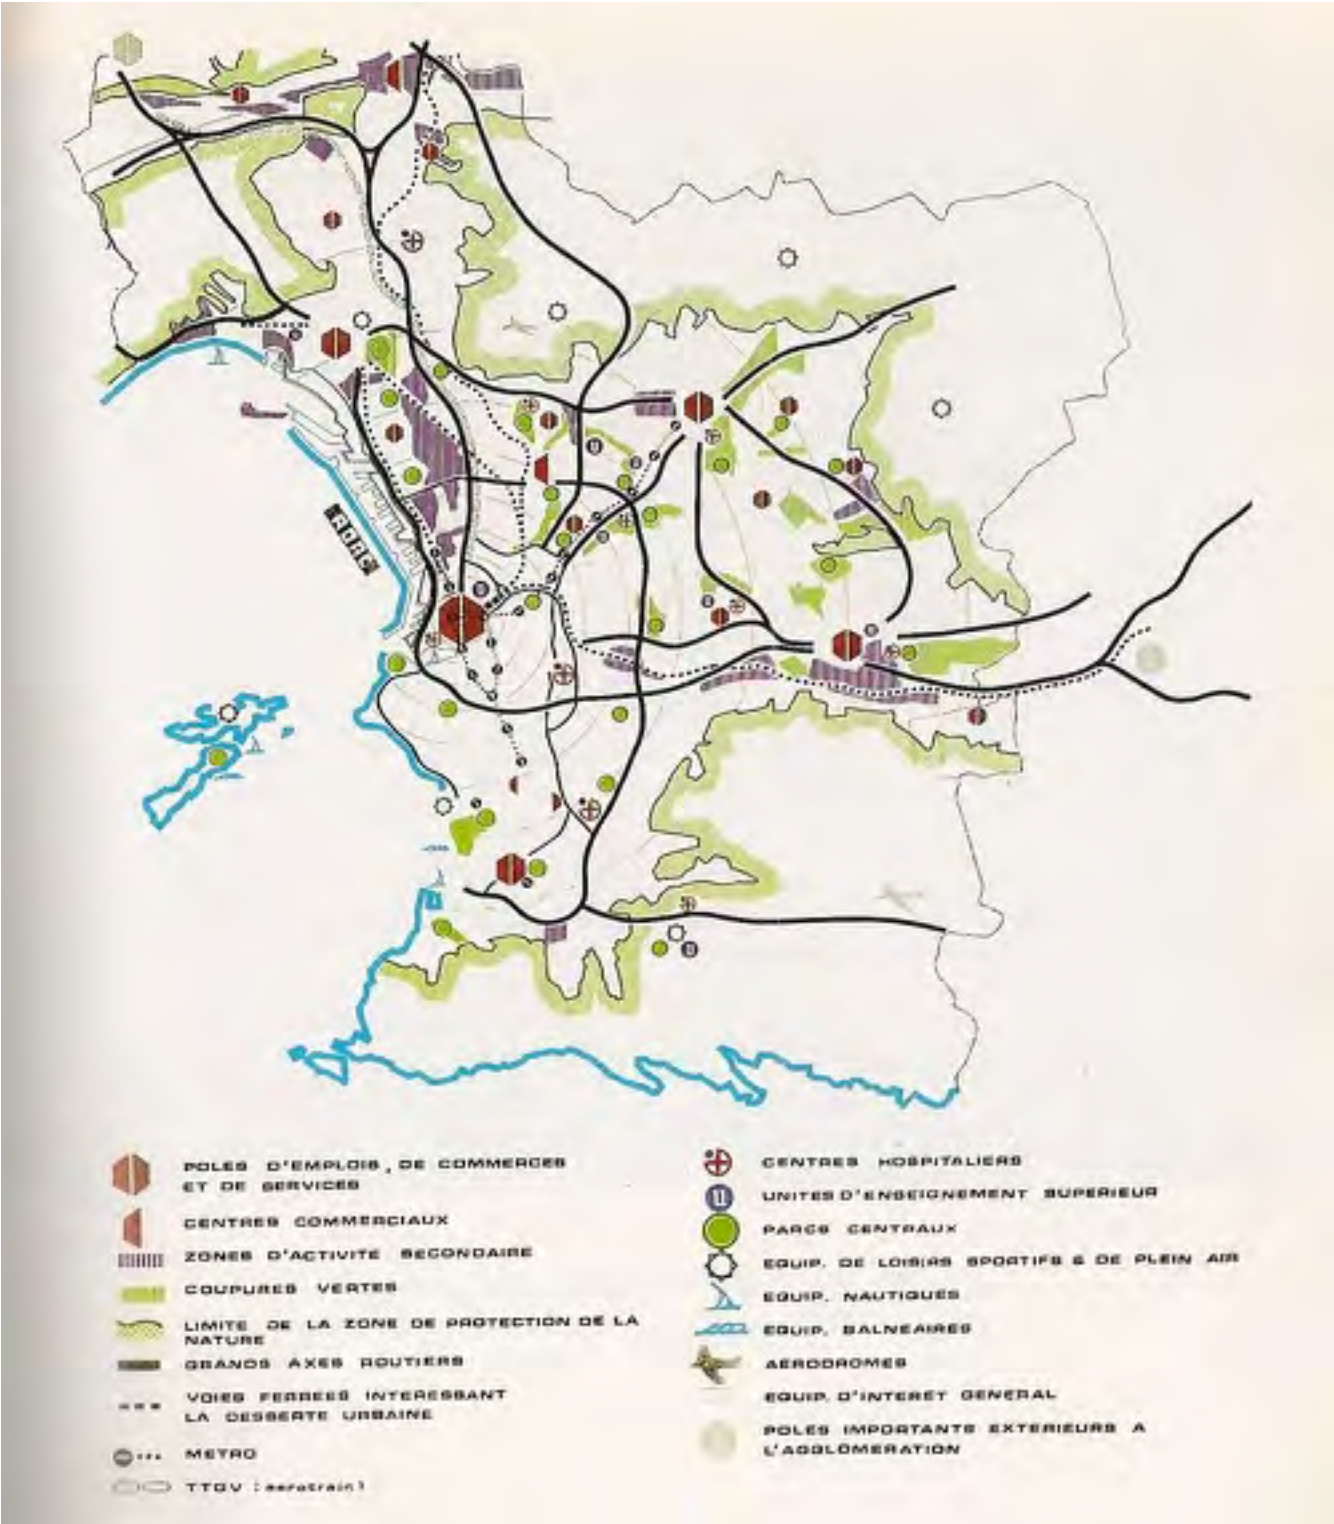 PORT
POLES D'EMPLOIS, DE COMMERCES
ET DE SERVICES
CENTRES COMMERCIAUX
ZONES D'ACTIVITE SECONDAIRE
COUPURES VERTES
LIMITE DE LA ZONE DE PROTECTION DE LA
NATURE
GRANDS AXES ROUTIERS
VOIES FERREES INTERESSANT
LA DESSERTE URBAINE
METRO
TTGV : aerotrain?
CENTRES HOSPITALIERS
U UNITES D'ENSEIGNEMENT SUPERIEUR
PARCS CENTRAUX
EQUIP. DE LOISIRS SPORTIFS & DE PLEIN AIR
EQUIP. NAUTIQUES
EQUIP. BALNEAIRES
AERODROMES
EQUIP. D'INTERET GENERAL
POLES IMPORTANTS EXTERIEURS A
L'AGGLOMERATION